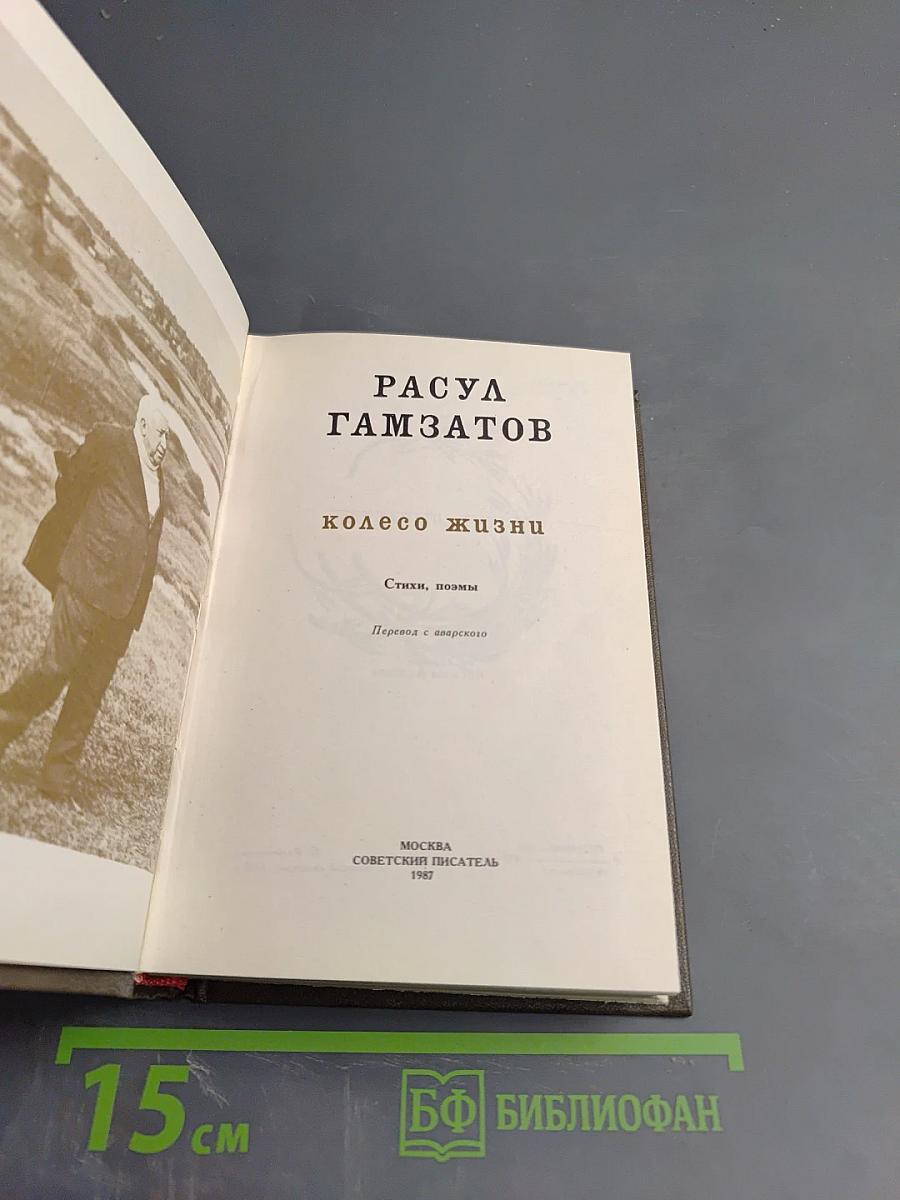 РАСУЛ
ГАМЗАТОВ
колесо жизни
Стихи, поэмы
Перевод с аварского
МОСКВА
СОВЕТСКИЙ ПИСАТЕЛЬ
1987
15 см
БФ БИБЛИОФАН